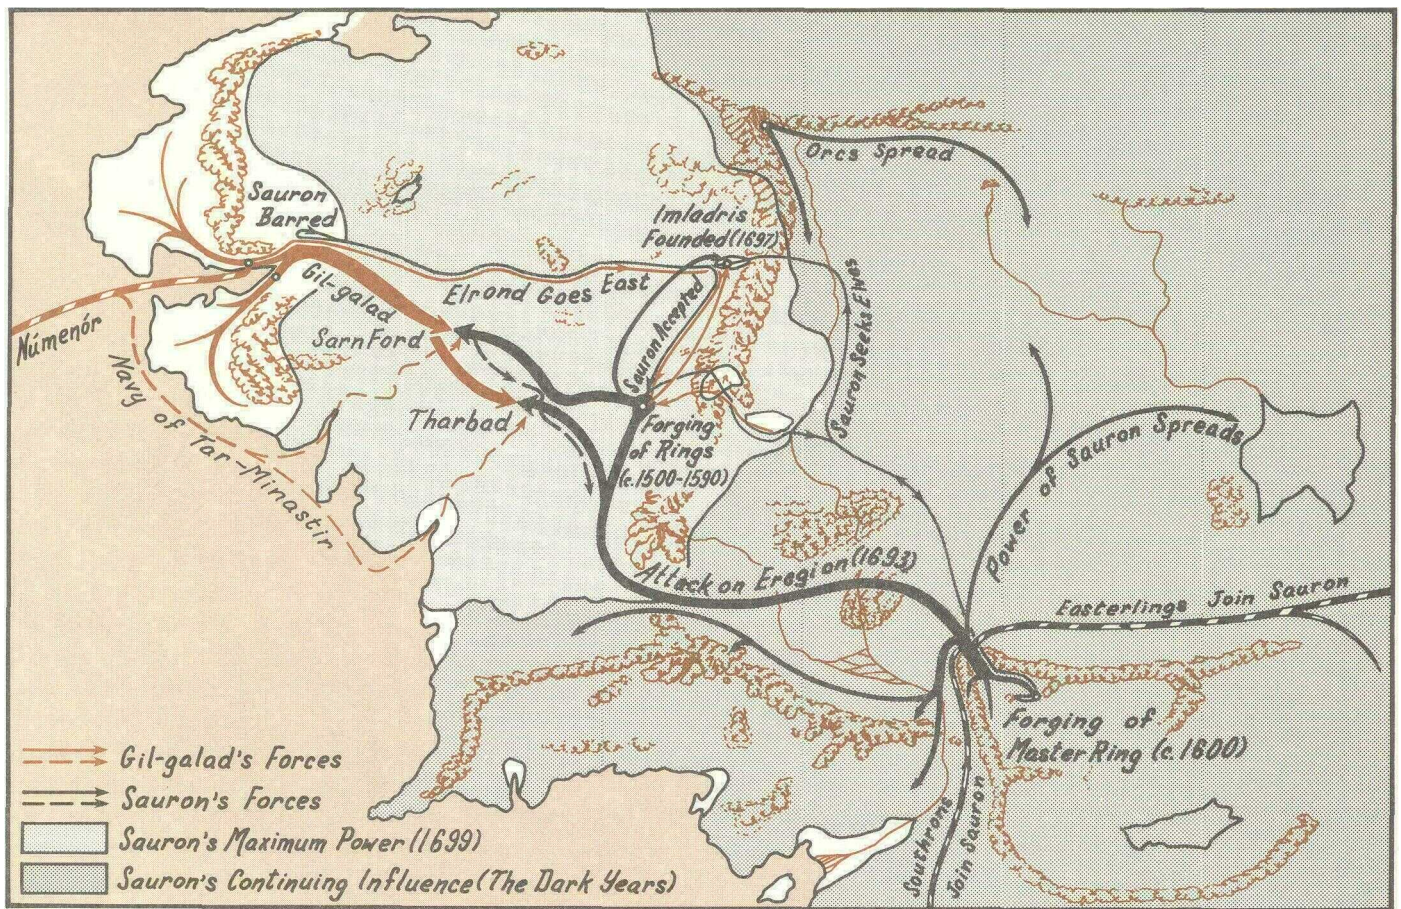 Orcs Spread
Sauron
Barred
Imladris
Founded (1697)
Elrond Goes East
Gil-galad
Númenór
Sarn Ford
Sauron Accepted
Sauron Seeks Elves
Navy of Tar-Minastir
Tharbad
Forging
of Rings
(c. 1500-1590)
Power of Sauron Spreads
Attack on Eregion (1693)
Easterlings Join Sauron
Forging of
Master Ring (c. 1600)
Southrons
Join Sauron
Gil-galad's Forces
Sauron's Forces
Sauron's Maximum Power (1699)
Sauron's Continuing Influence (The Dark Years)